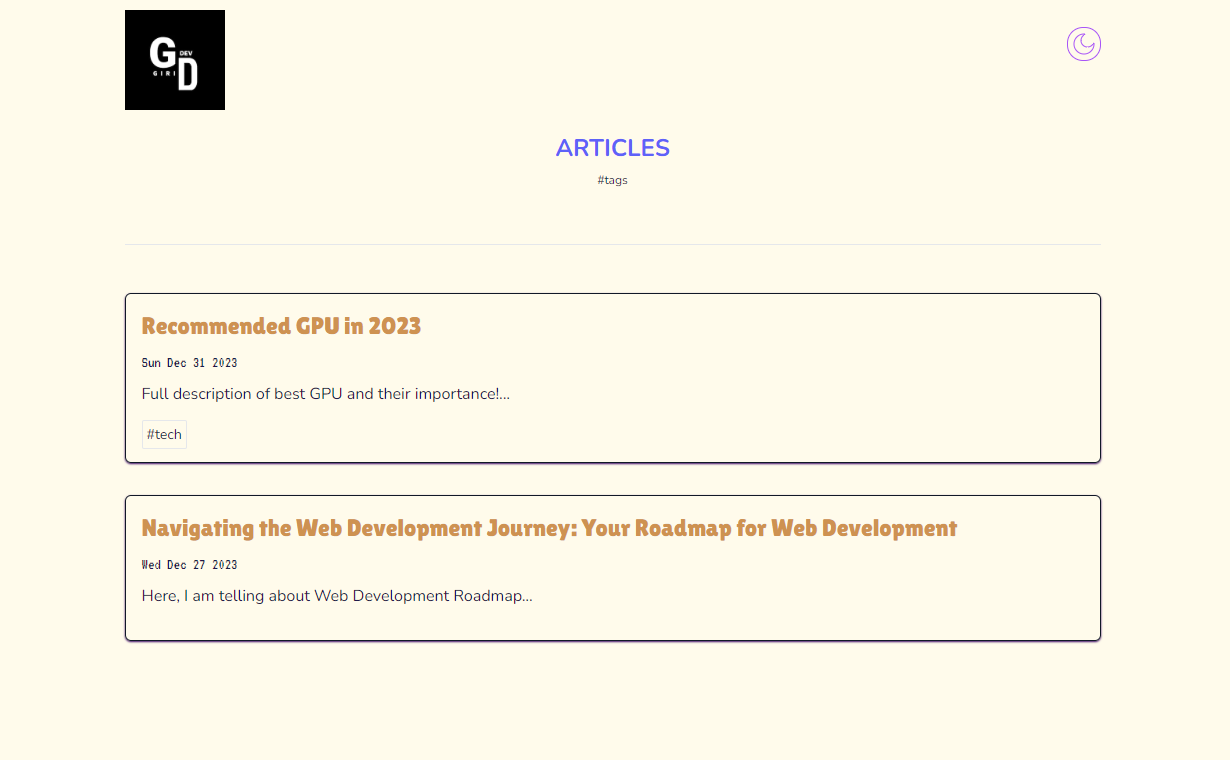 G DEV
GIRI D
ARTICLES
#tags
Recommended GPU in 2023
Sun Dec 31 2023
Full description of best GPU and their importance!...
#tech
Navigating the Web Development Journey: Your Roadmap for Web Development
Wed Dec 27 2023
Here, I am telling about Web Development Roadmap...